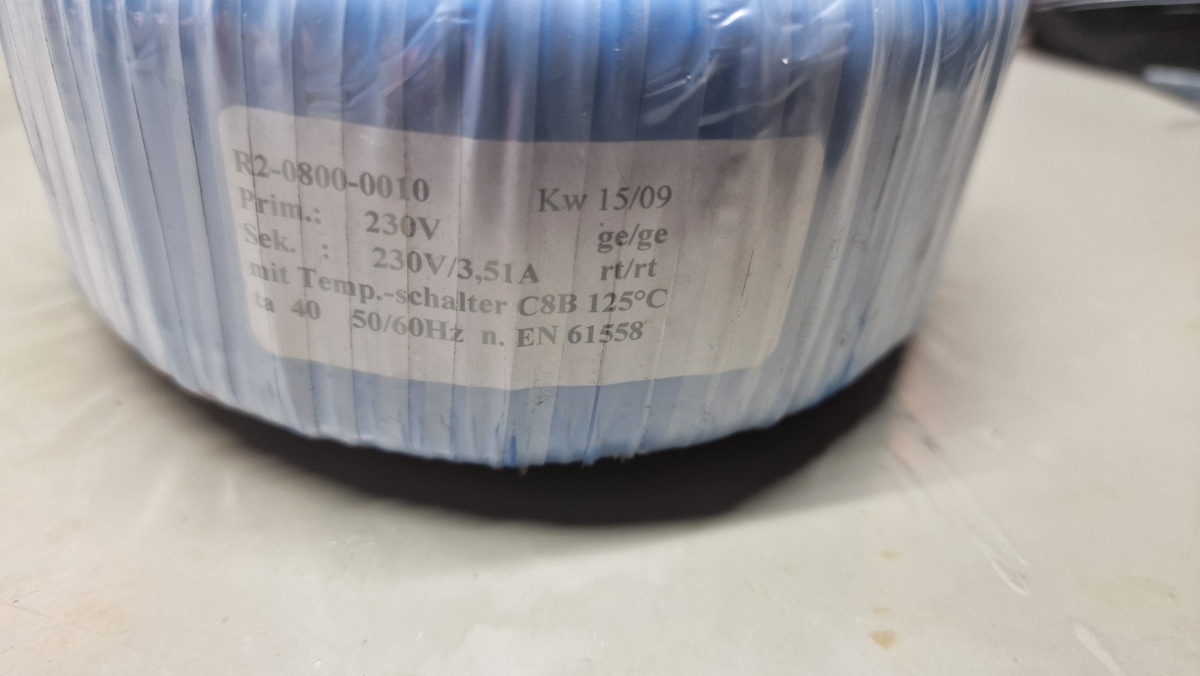 R2-0800-0010 Kw 15/09
Prim.: 230V ge/ge
Sek. : 230V/3,51A rt/rt
mit Temp.-schalter C8B 125°C
ta 40 50/60Hz n. EN 61558